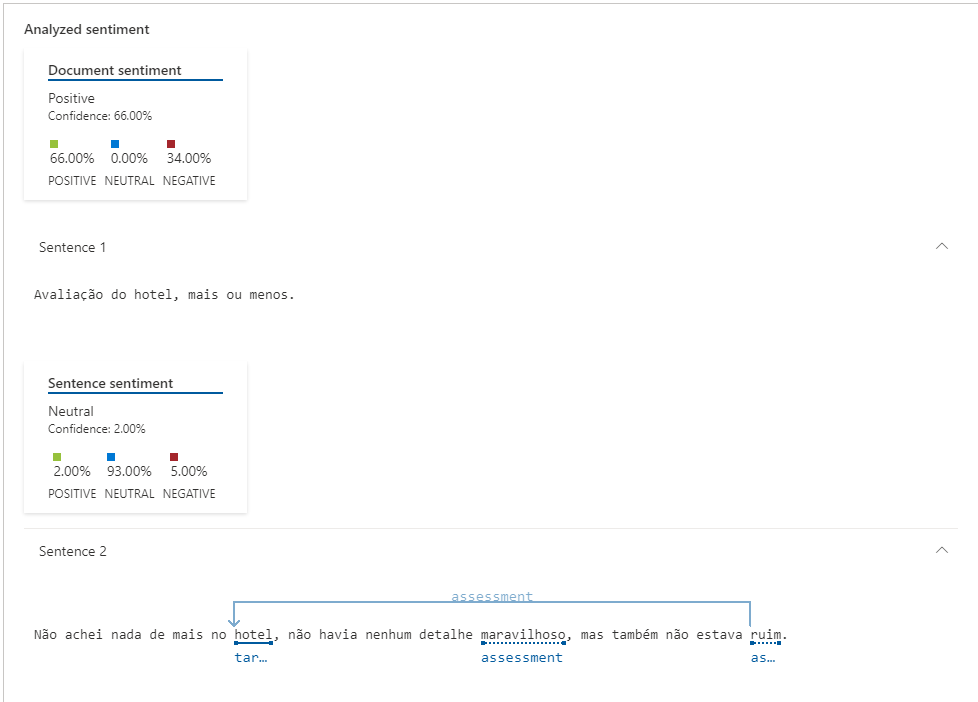 Analyzed sentiment
Document sentiment
Positive
Confidence: 66.00%
66.00% 0.00% 34.00%
POSITIVE NEUTRAL NEGATIVE
Sentence 1
Avaliação do hotel, mais ou menos.
Sentence sentiment
Neutral
Confidence: 2.00%
2.00% 93.00% 5.00%
POSITIVE NEUTRAL NEGATIVE
Sentence 2
assessment
Não achei nada de mais no hotel, não havia nenhum detalhe maravilhoso, mas também não estava ruim.
tar… assessment as…